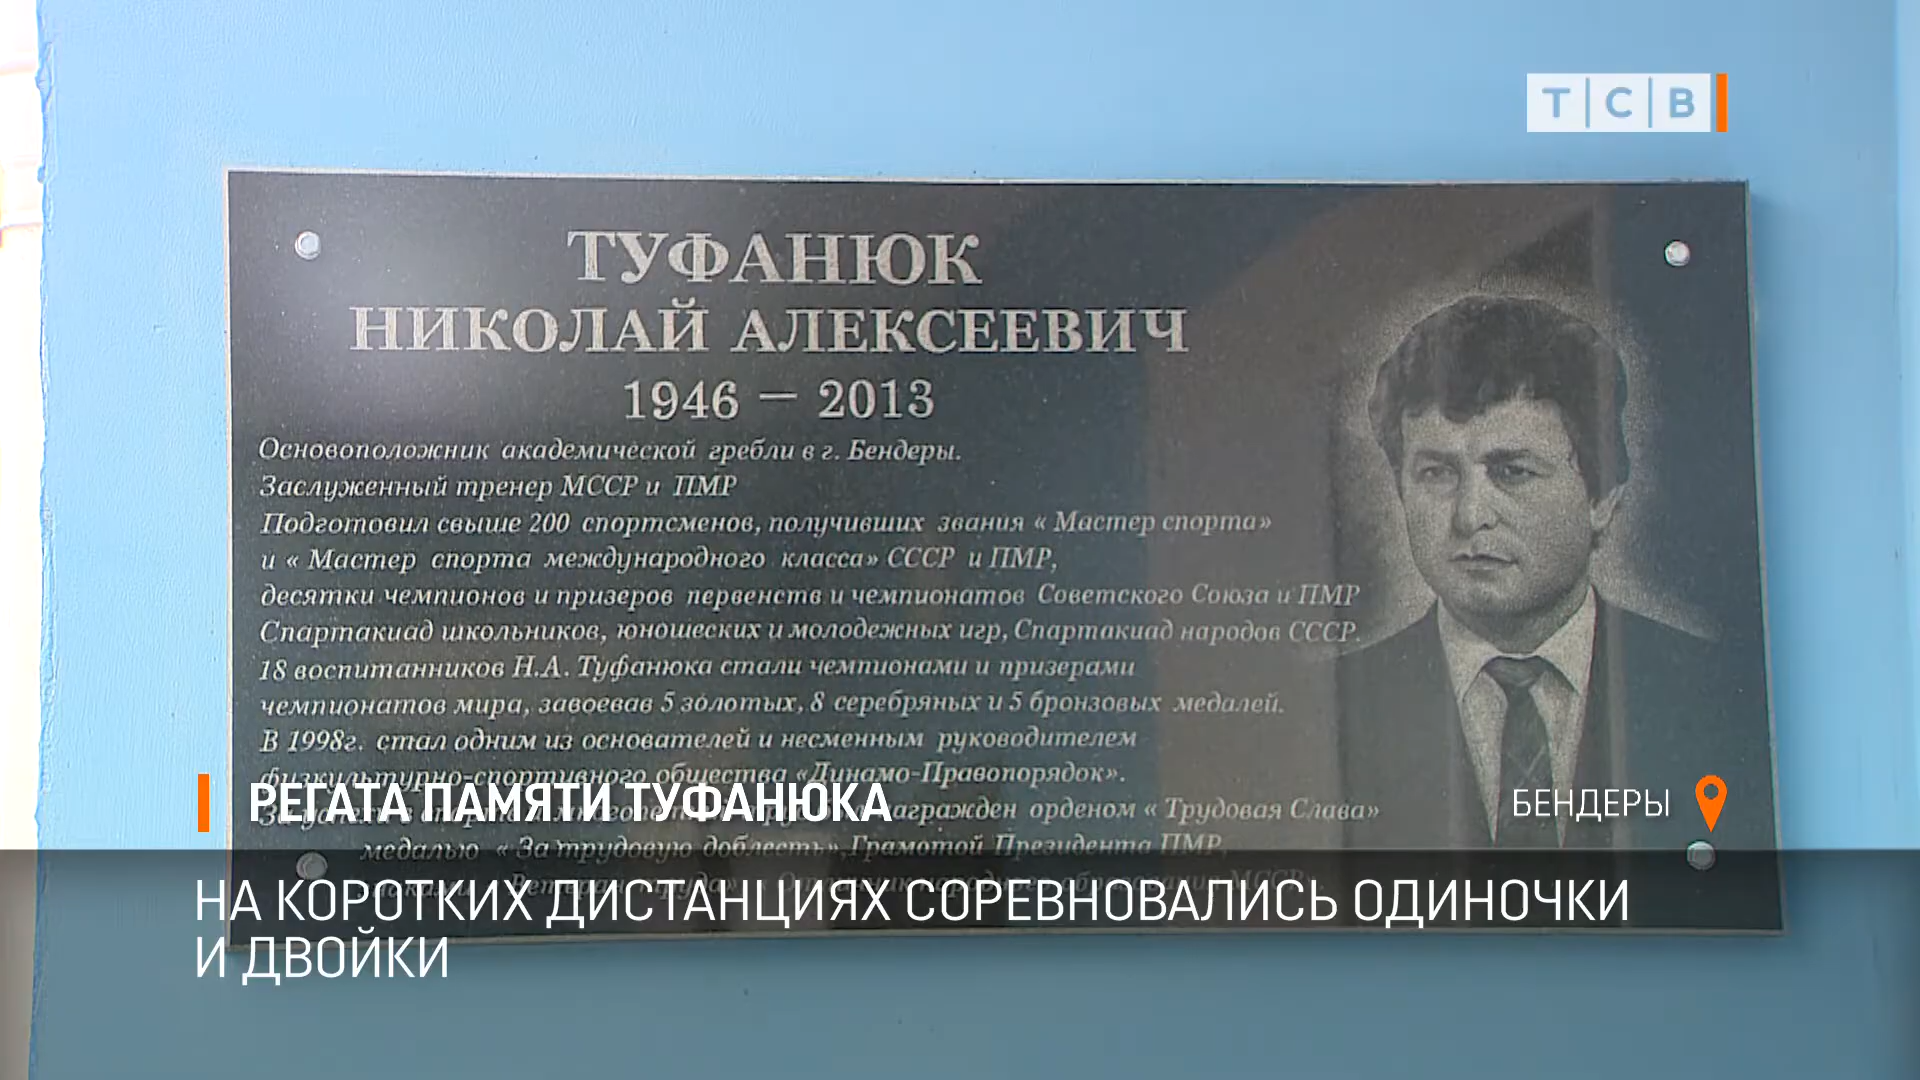 Т С В
ТУФАНЮК
НИКОЛАЙ АЛЕКСЕЕВИЧ
1946 — 2013
Основоположник академической гребли в г. Бендеры.
Заслуженный тренер МССР и ПМР
Подготовил свыше 200 спортсменов, получивших звания « Мастер спорта»
и « Мастер спорта международного класса» СССР и ПМР,
десятки чемпионов и призеров первенств и чемпионатов Советского Союза и ПМР
Спартакиад школьников, юношеских и молодежных игр, Спартакиад народов СССР.
18 воспитанников Н.А. Туфанюка стали чемпионами и призерами
чемпионатов мира, завоевав 5 золотых, 8 серебряных и 5 бронзовых медалей.
В 1998г. стал одним из основателей и несменным руководителем
физкультурно-спортивного общества «Динамо-Правопорядок».
орденом « Трудовая Слава»
медалью « За трудовую доблесть», Грамотой Президента ПМР,
РЕГАТА ПАМЯТИ ТУФАНЮКА
БЕНДЕРЫ
НА КОРОТКИХ ДИСТАНЦИЯХ СОРЕВНОВАЛИСЬ ОДИНОЧКИ
И ДВОЙКИ